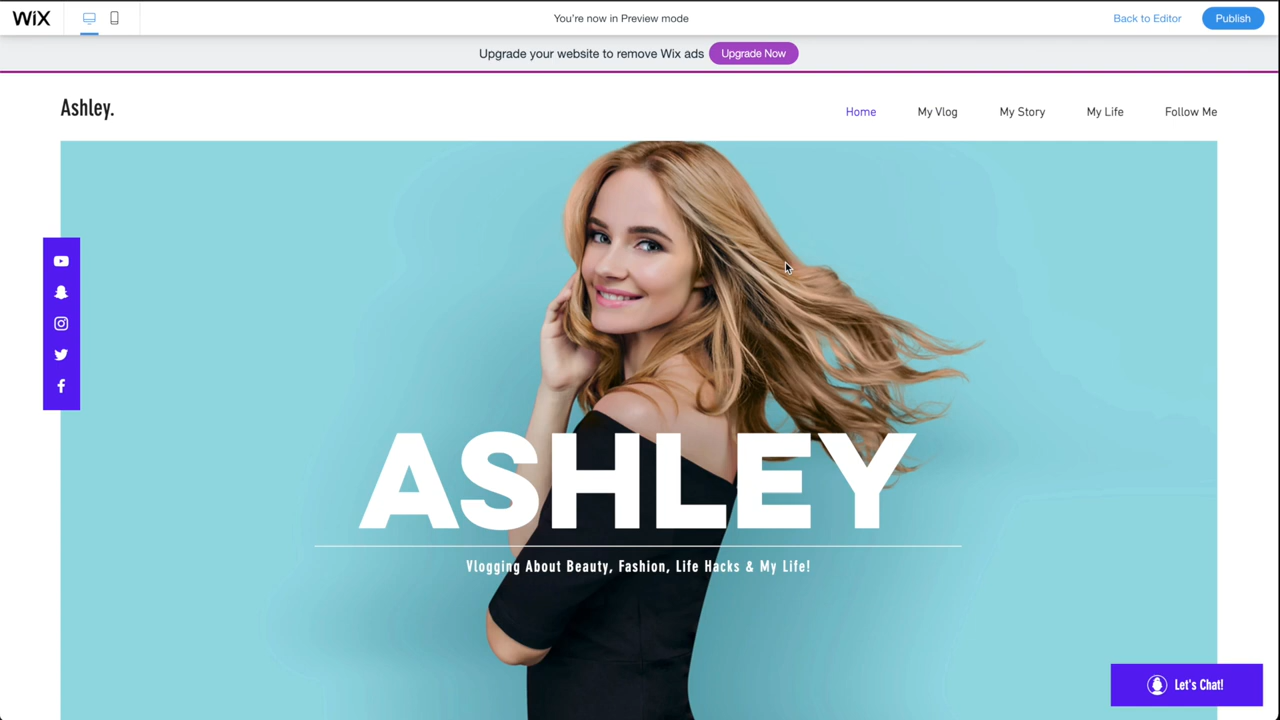 WiX
You're now in Preview mode
Back to Editor
Publish
Upgrade your website to remove Wix ads
Upgrade Now
Ashley.
Home
My Vlog
My Story
My Life
Follow Me
ASHLEY
Vlogging About Beauty, Fashion, Life Hacks & My Life!
Let's Chat!